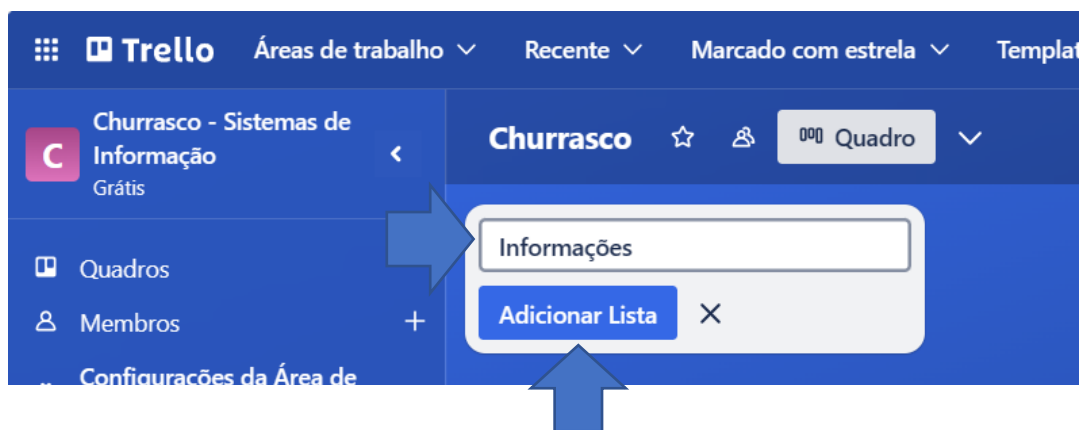 Trello Áreas de trabalho Recente Marcado com estrela Templat
Churrasco - Sistemas de
Informação
Grátis
C
Churrasco Quadro
Informações
Adicionar Lista
Quadros
Membros
Configurações da Área de